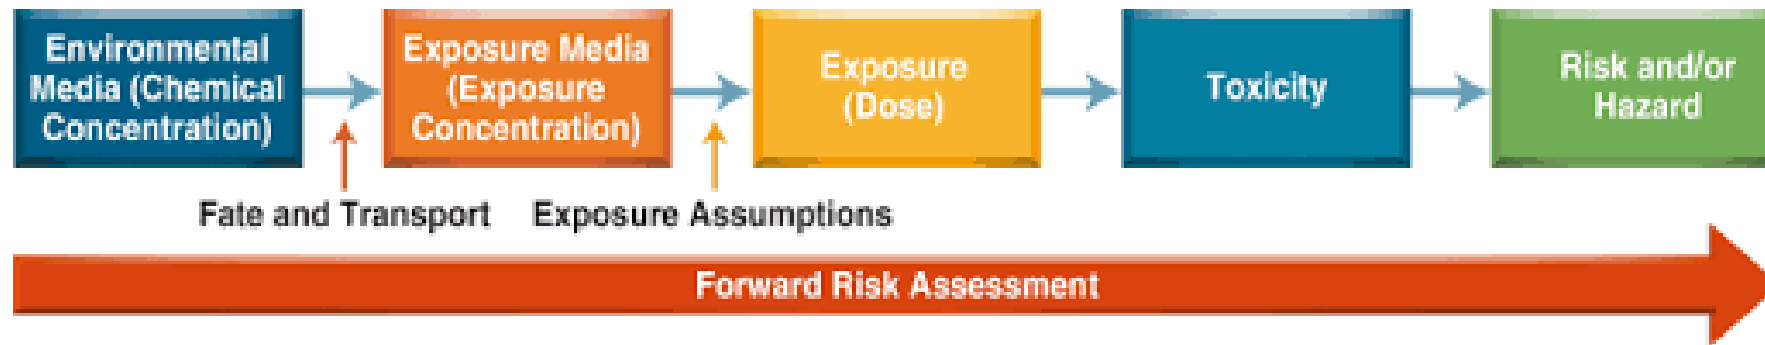 Environmental
Media (Chemical
Concentration)
Exposure Media
(Exposure
Concentration)
Exposure
(Dose)
Toxicity
Risk and/or
Hazard
Fate and Transport
Exposure Assumptions
Forward Risk Assessment